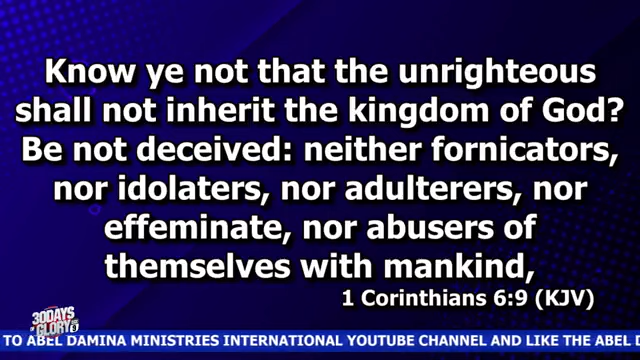 Know ye not that the unrighteous
shall not inherit the kingdom of God?
Be not deceived: neither fornicators,
nor idolaters, nor adulterers, nor
effeminate, nor abusers of
themselves with mankind,
1 Corinthians 6:9 (KJV)
30DAYS
GLORY
TO ABEL DAMINA MINISTRIES INTERNATIONAL YOUTUBE CHANNEL AND LIKE THE ABEL